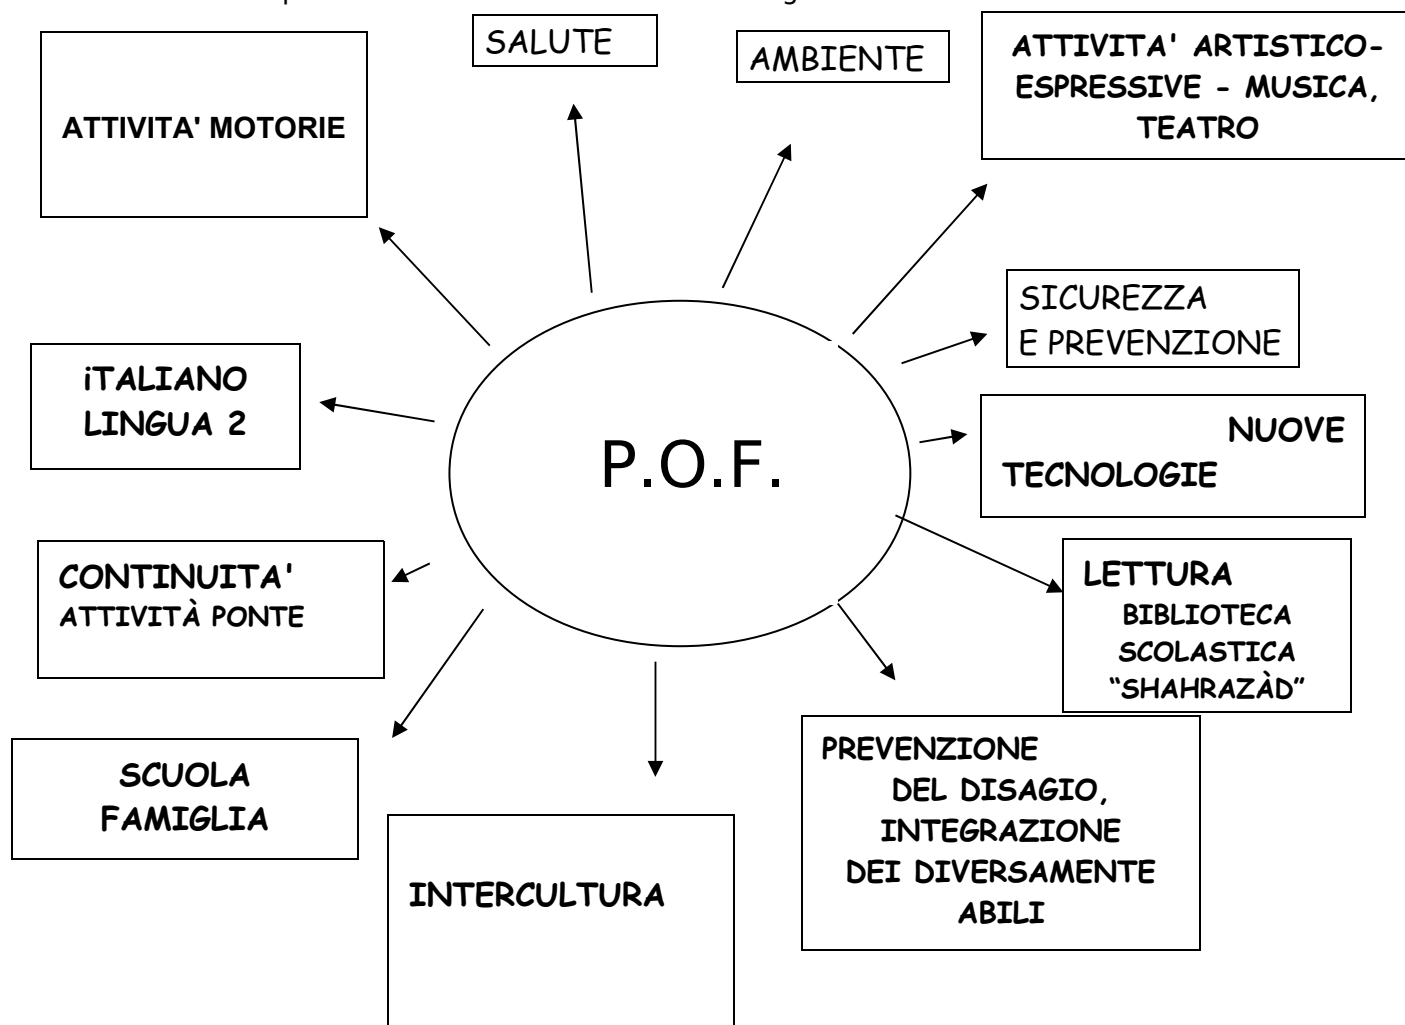 SALUTE
AMBIENTE
ATTIVITA' ARTISTICO-
ESPRESSIVE - MUSICA,
TEATRO
ATTIVITA' MOTORIE
SICUREZZA
E PREVENZIONE
iTALIANO
LINGUA 2
NUOVE
TECNOLOGIE
P.O.F.
CONTINUITA'
ATTIVITÀ PONTE
LETTURA
BIBLIOTECA
SCOLASTICA
“SHAHRAZÀD”
SCUOLA
FAMIGLIA
PREVENZIONE
DEL DISAGIO,
INTEGRAZIONE
DEI DIVERSAMENTE
ABILI
INTERCULTURA